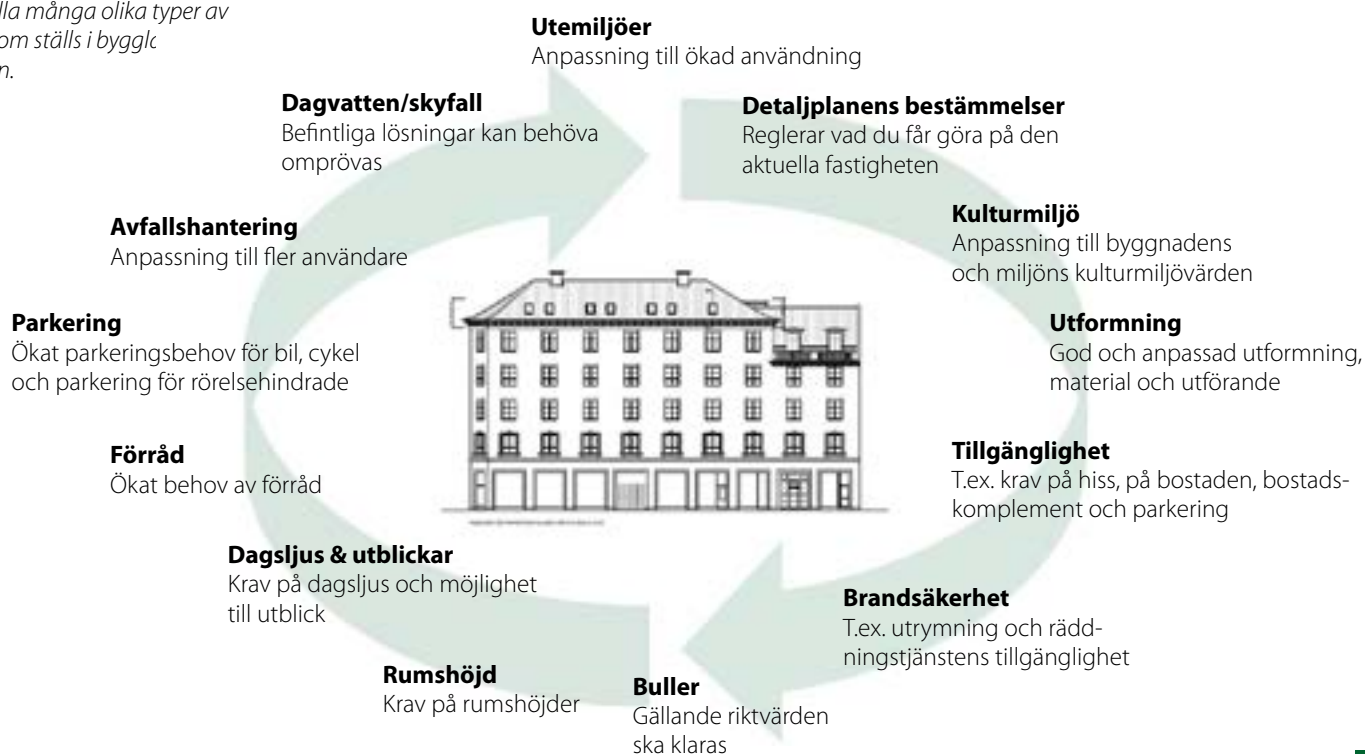 lla många olika typer av
om ställs i bygglo
n.
Utemiljöer
Anpassning till ökad användning
Dagvatten/skyfall
Befintliga lösningar kan behöva
omprövas
Detaljplanens bestämmelser
Reglerar vad du får göra på den
aktuella fastigheten
Avfallshantering
Anpassning till fler användare
Kulturmiljö
Anpassning till byggnadens
och miljöns kulturmiljövärden
Parkering
Ökat parkeringsbehov för bil, cykel
och parkering för rörelsehindrade
Utformning
God och anpassad utformning,
material och utförande
Förråd
Ökat behov av förråd
Tillgänglighet
T.ex. krav på hiss, på bostaden, bostads-
komplement och parkering
Dagsljus & utblickar
Krav på dagsljus och möjlighet
till utblick
Brandsäkerhet
T.ex. utrymning och rädd-
ningstjänstens tillgänglighet
Rumshöjd
Krav på rumshöjder
Buller
Gällande riktvärden
ska klaras